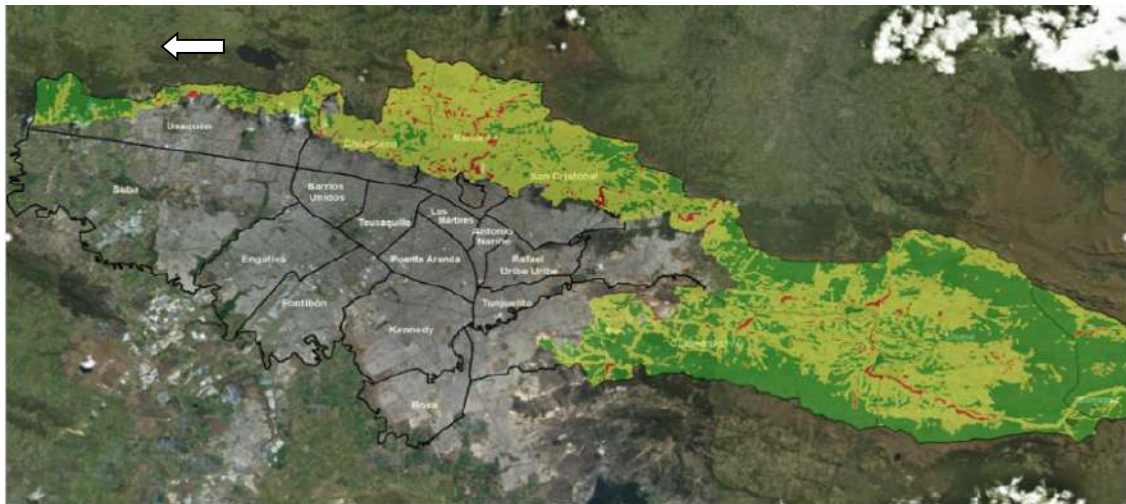 Usaquén
Chapinero
San Cristóbal
Suba
Barrios
Unidos
Teusaquillo
Los
Mártires
Antonio
Nariño
Engativá
Puente Aranda
Rafael
Uribe Uribe
Fontibón
Tunjuelito
Kennedy
Bosa